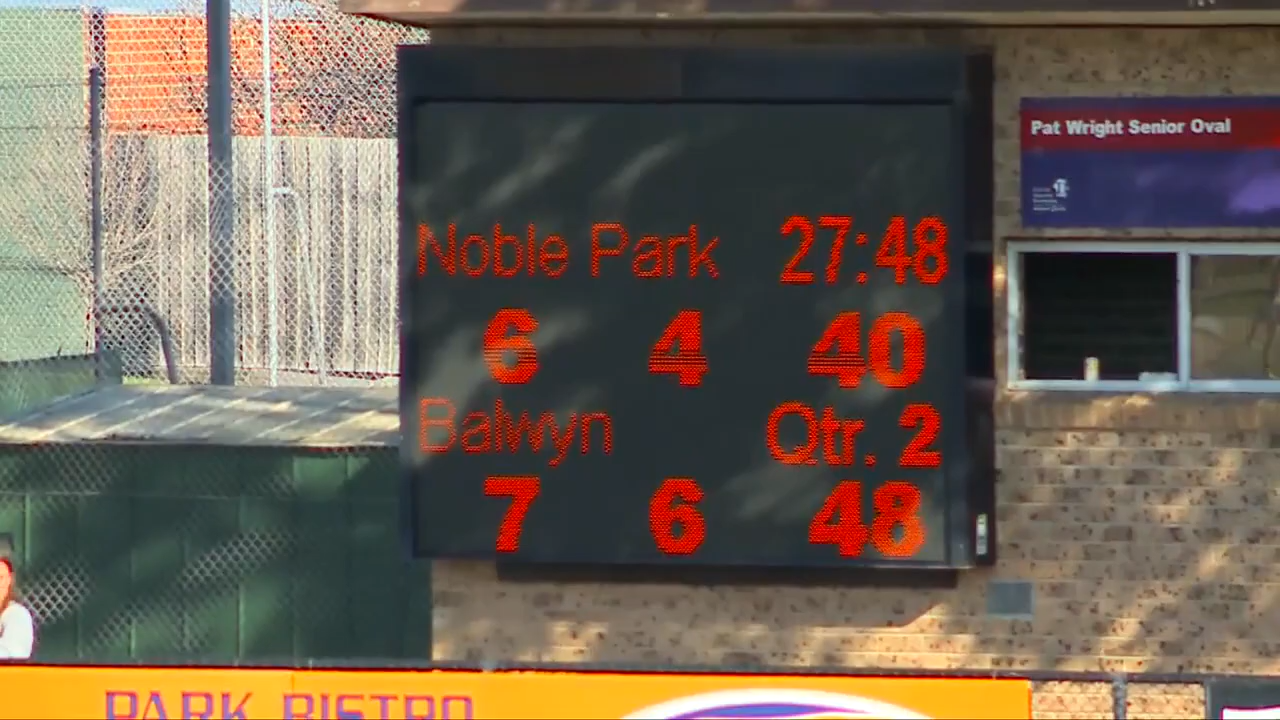 Pat Wright Senior Oval
Noble Park 27:48
6 4 40
Balwyn Qtr. 2
7 6 48
PARK BISTRO